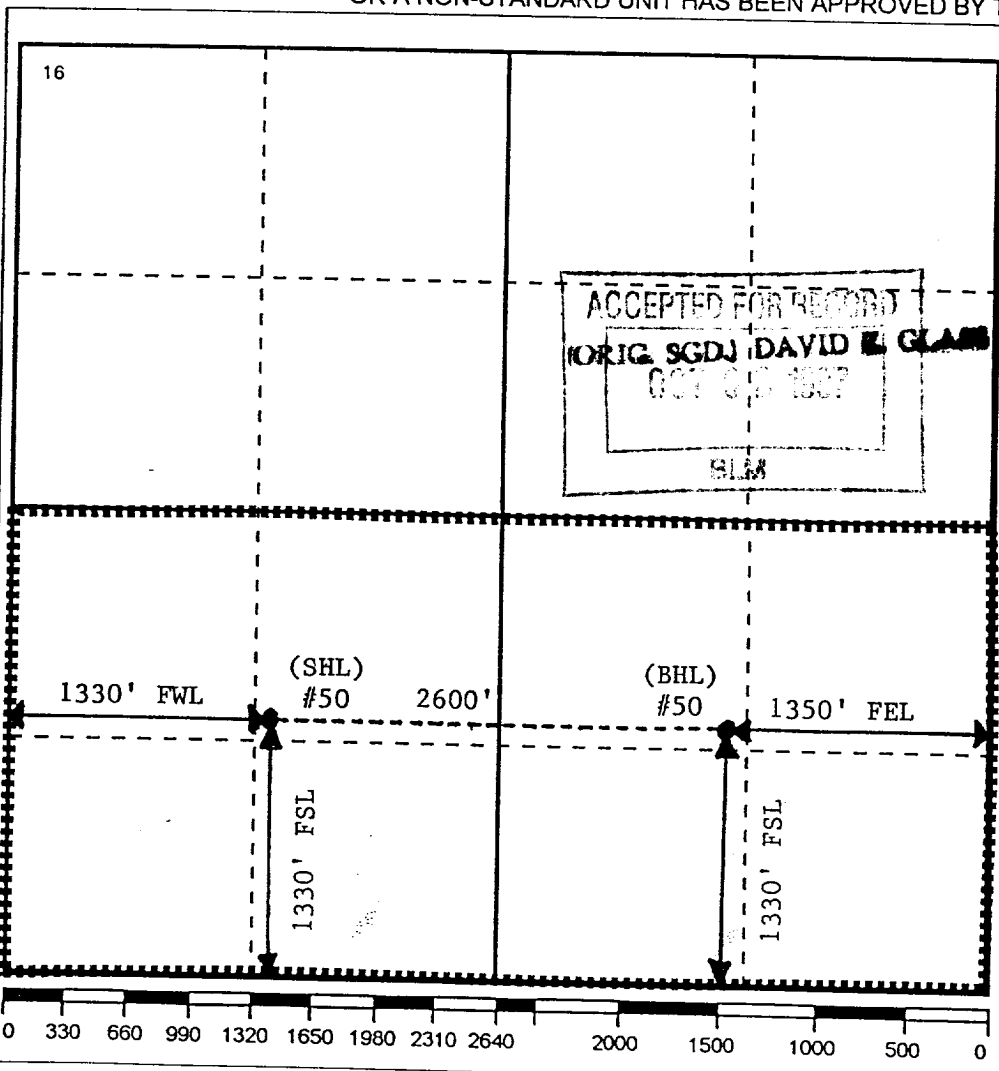 OR A NON-STANDARD UNIT HAS BEEN APPROVED BY T
16
ACCEPTED FOR RECORD
(ORIG. SGD.) DAVID
BLM
(SHL) (BHL)
1330' FWL #50 2600' #50 1350' FEL
1330' FSL 1330' FSL
0 330 660 990 1320 1650 1980 2310 2640 2000 1500 1000 500 0